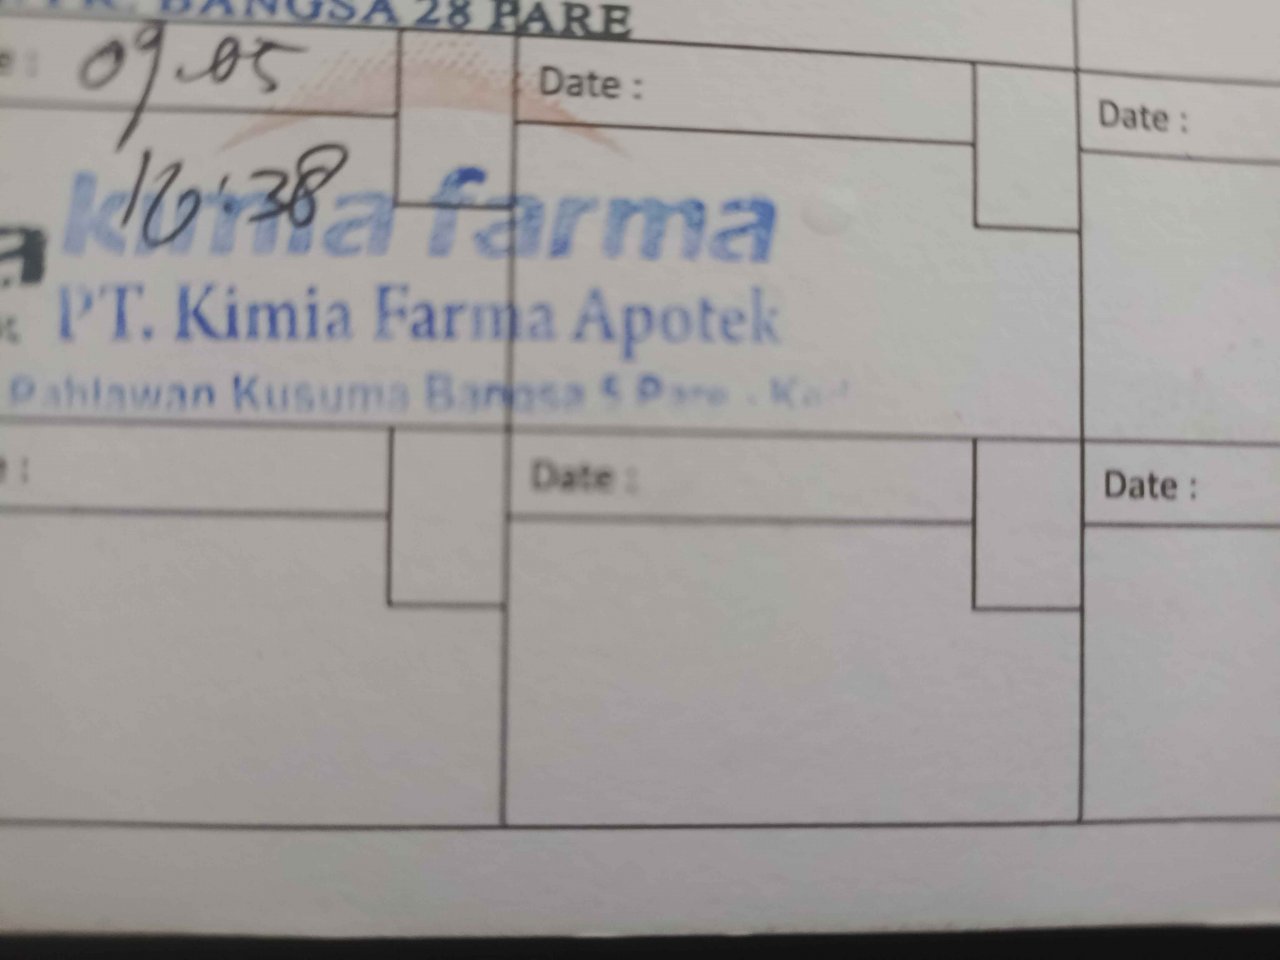 BANGSA 28 PARE
e : 09.05
Date :
Date :
16:38
a kimia farma
PT. Kimia Farma Apotek
Pahlawan Kusuma Bangsa 5 Pare -
e :
Date :
Date :